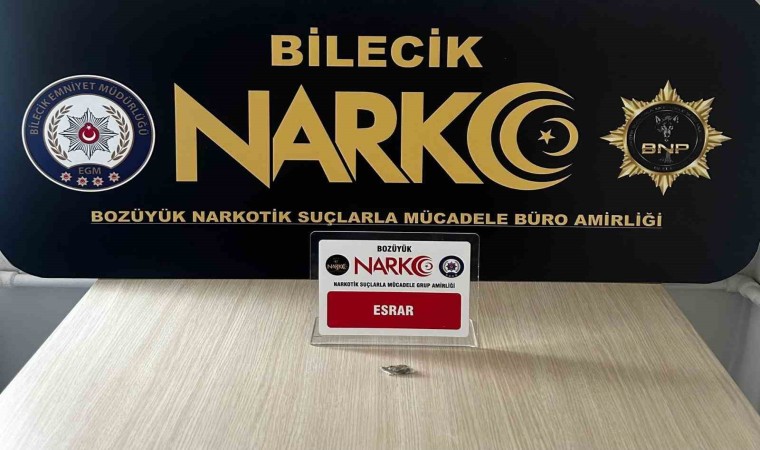 BİLECİK
NARKO
BİLECİK EMNİYET MÜDÜRLÜĞÜ
EGM
BNP
BOZÜYÜK NARKOTİK SUÇLARLA MÜCADELE BÜRO AMİRLİĞİ
BOZÜYÜK
NARKO
NARKOTİK SUÇLARLA MÜCADELE GRUP AMİRLİĞİ
ESRAR